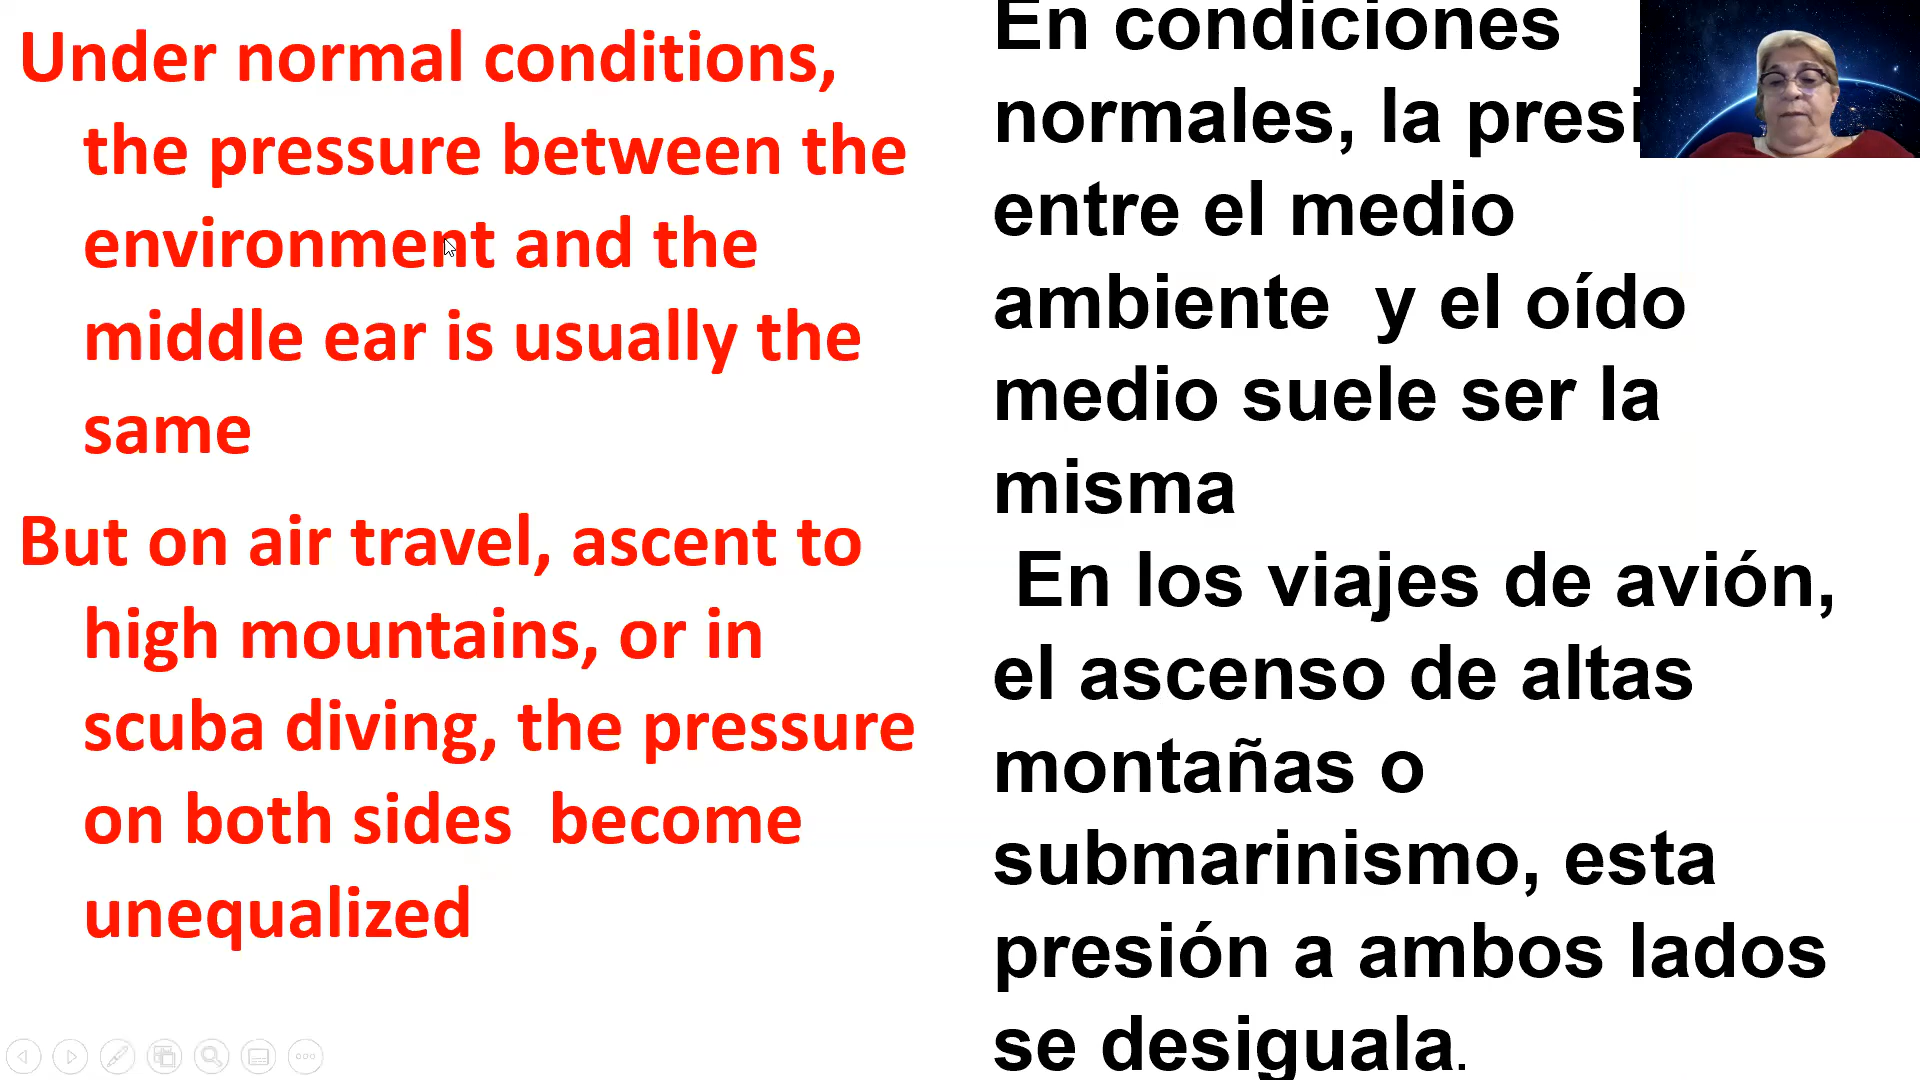 Under normal conditions,
the pressure between the
environment and the
middle ear is usually the
same
But on air travel, ascent to
high mountains, or in
scuba diving, the pressure
on both sides become
unequalized
En condiciones
normales, la presi
entre el medio
ambiente y el oído
medio suele ser la
misma
En los viajes de avión,
el ascenso de altas
montañas o
submarinismo, esta
presión a ambos lados
se desiguala.